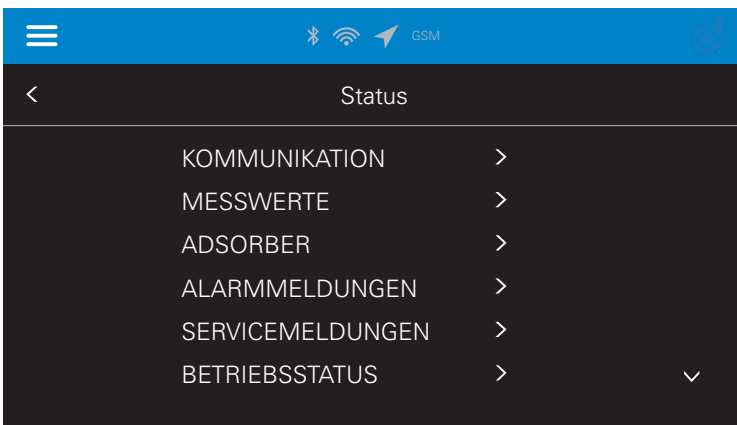 GSM
Status
KOMMUNIKATION
MESSWERTE
ADSORBER
ALARMMELDUNGEN
SERVICEMELDUNGEN
BETRIEBSSTATUS